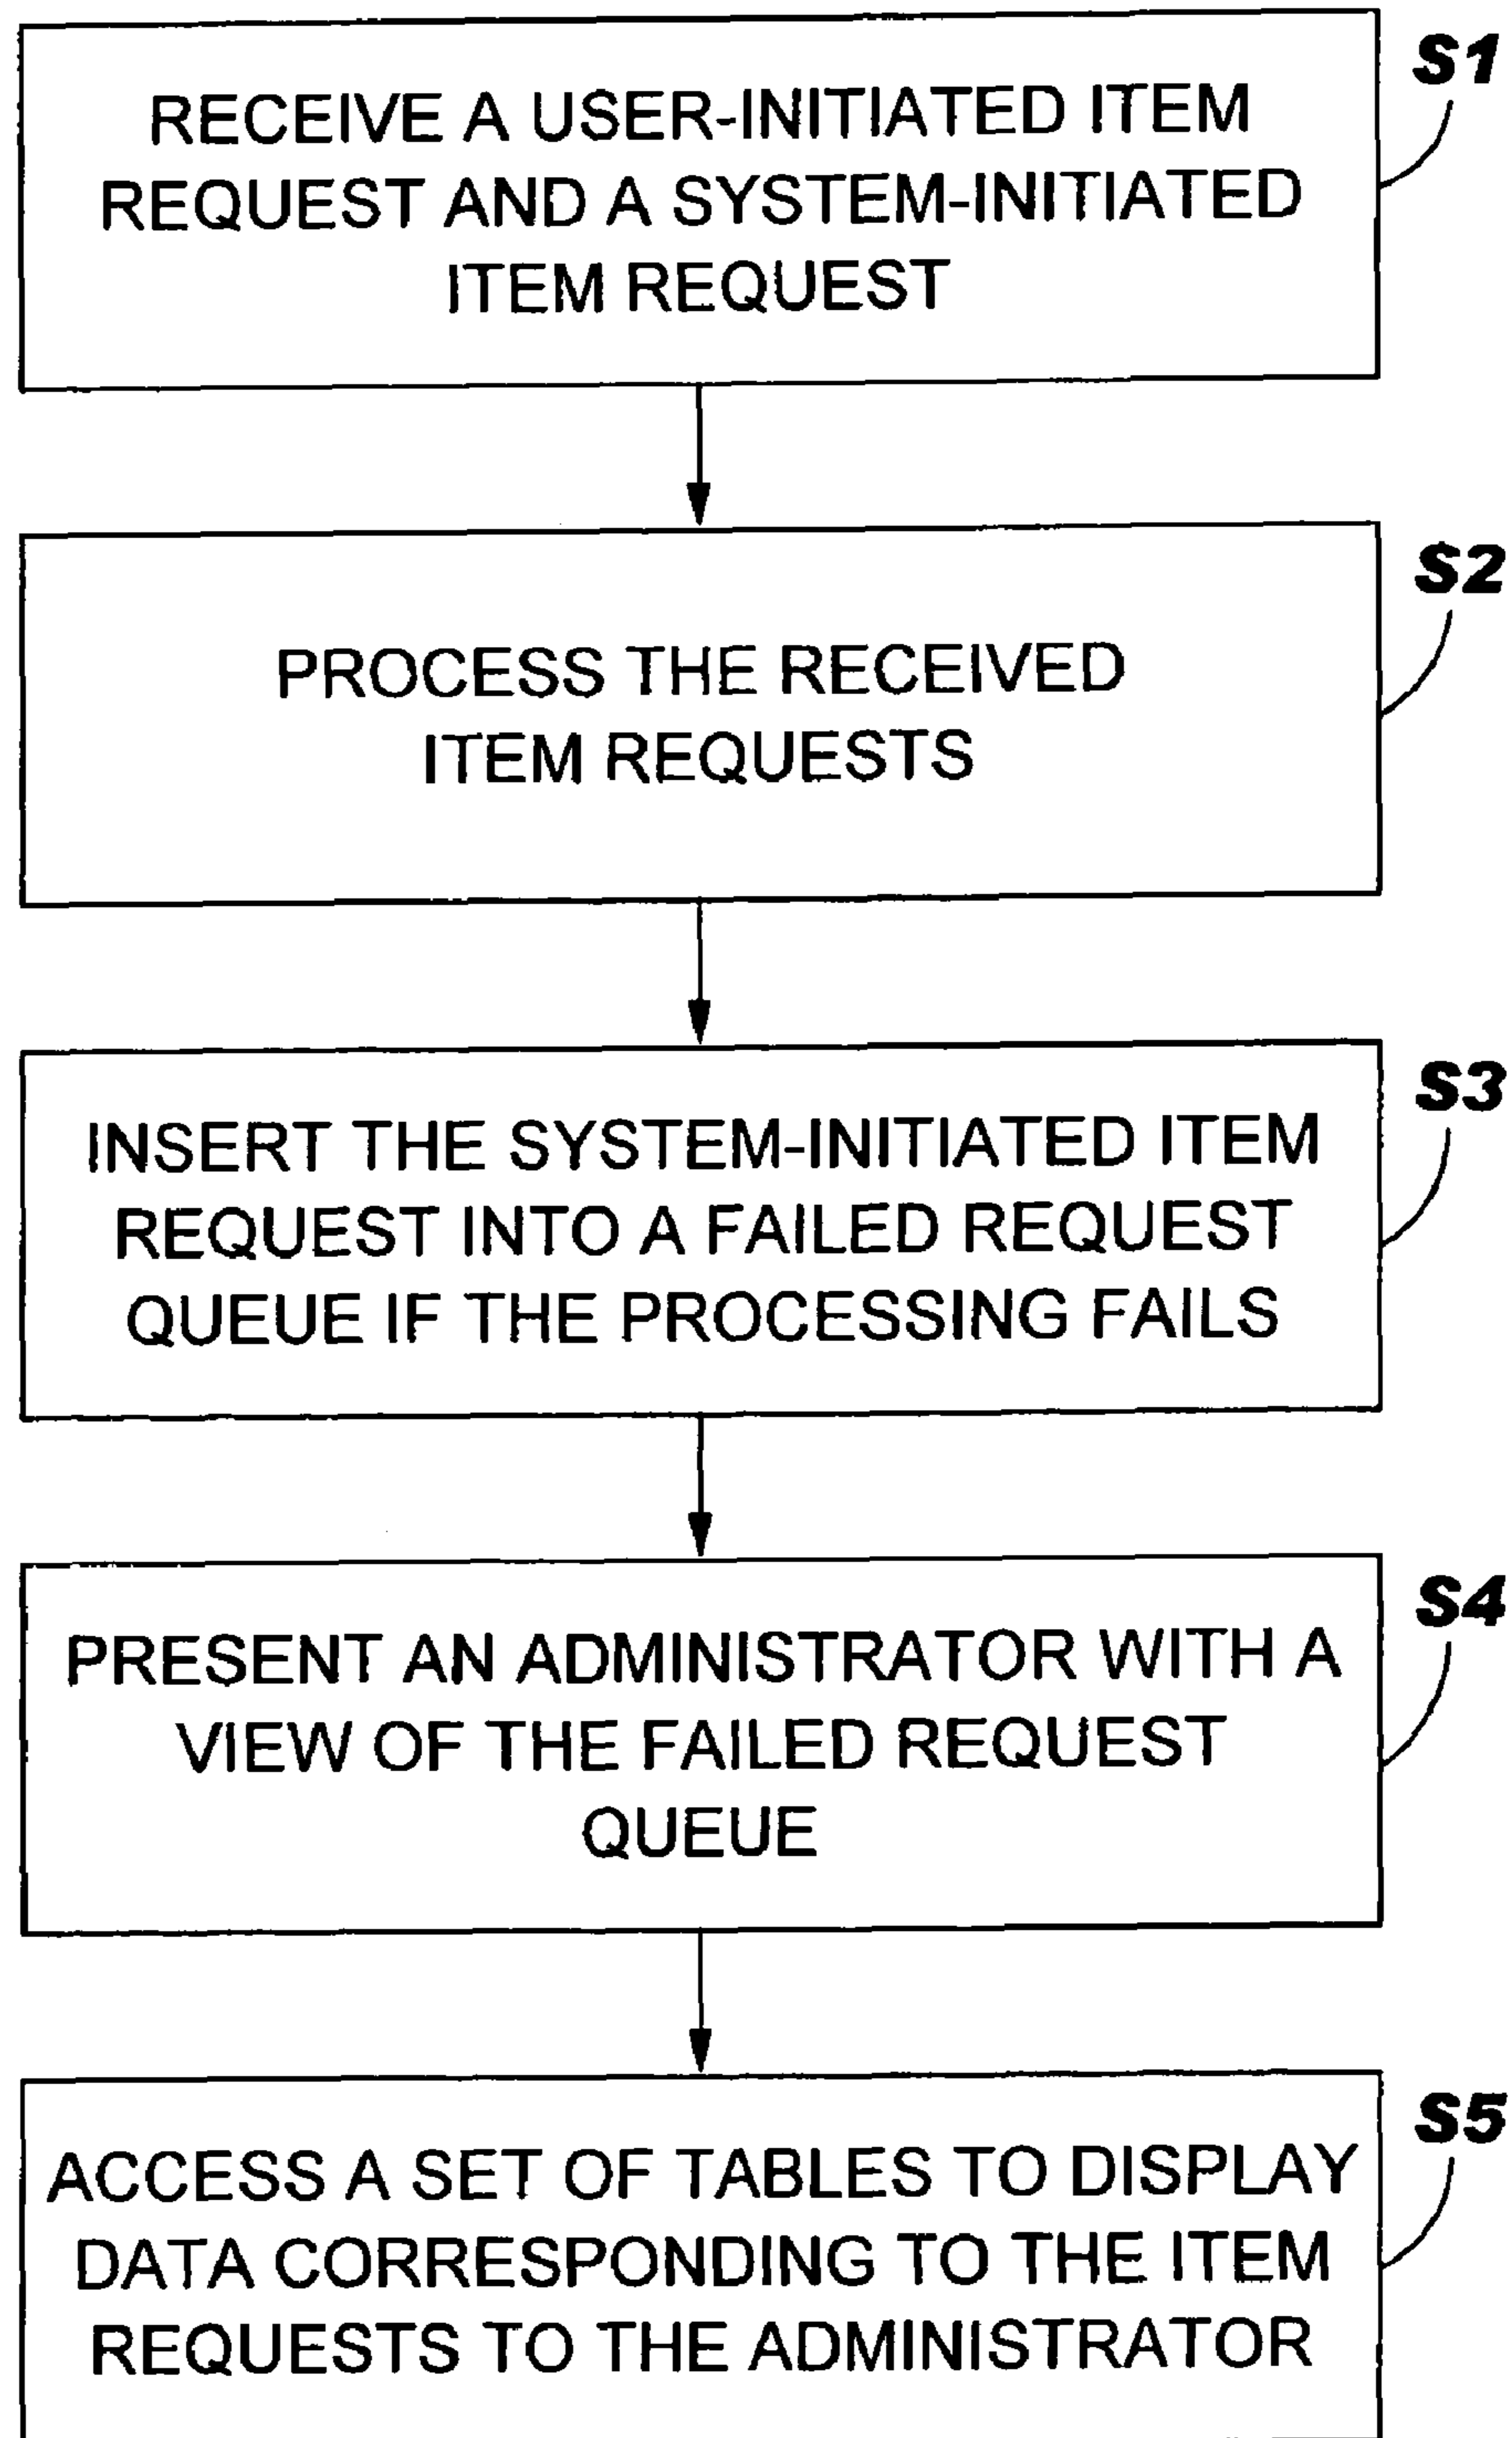 S1
RECEIVE A USER-INITIATED ITEM
REQUEST AND A SYSTEM-INITIATED
ITEM REQUEST
S2
PROCESS THE RECEIVED
ITEM REQUESTS
S3
INSERT THE SYSTEM-INITIATED ITEM
REQUEST INTO A FAILED REQUEST
QUEUE IF THE PROCESSING FAILS
S4
PRESENT AN ADMINISTRATOR WITH A
VIEW OF THE FAILED REQUEST
QUEUE
S5
ACCESS A SET OF TABLES TO DISPLAY
DATA CORRESPONDING TO THE ITEM
REQUESTS TO THE ADMINISTRATOR